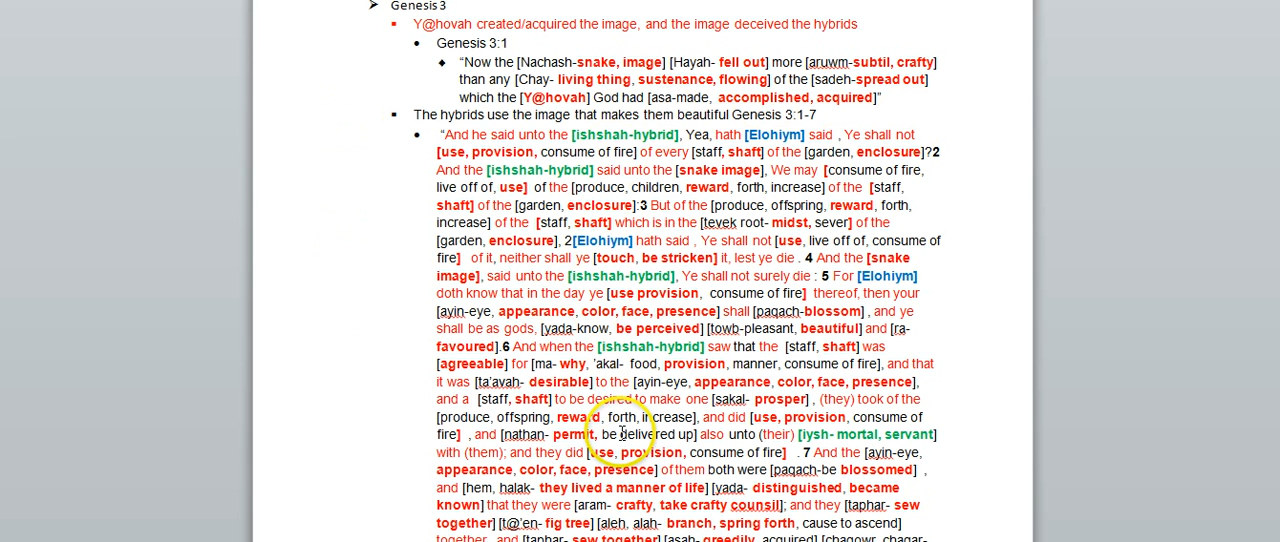 Genesis 3
Y@hovah created/acquired the image, and the image deceived the hybrids
Genesis 3:1
“Now the [Nachash-snake, image] [Hayah- fell out] more [aruwm-subtil, crafty]
than any [Chay- living thing, sustenance, flowing] of the [sadeh-spread out]
which the [Y@hovah] God had [asa-made, accomplished, acquired]”
The hybrids use the image that makes them beautiful Genesis 3:1-7
“And he said unto the [ishshah-hybrid], Yea, hath [Elohiym] said , Ye shall not
[use, provision, consume of fire] of every [staff, shaft] of the [garden, enclosure]?2
And the [ishshah-hybrid] said unto the [snake image], We may [consume of fire,
live off of, use] of the [produce, children, reward, forth, increase] of the [staff,
shaft] of the [garden, enclosure]:3 But of the [produce, offspring, reward, forth,
increase] of the [staff, shaft] which is in the [tevek root- midst, sever] of the
[garden, enclosure], 2[Elohiym] hath said , Ye shall not [use, live off of, consume of
fire] of it, neither shall ye [touch, be stricken] it, lest ye die . 4 And the [snake
image], said unto the [ishshah-hybrid], Ye shall not surely die : 5 For [Elohiym]
doth know that in the day ye [use provision, consume of fire] thereof, then your
[ayin-eye, appearance, color, face, presence] shall [paqach-blossom] , and ye
shall be as gods, [yada-know, be perceived] [towb-pleasant, beautiful] and [ra-
favoured].6 And when the [ishshah-hybrid] saw that the [staff, shaft] was
[agreeable] for [ma- why, ’akal- food, provision, manner, consume of fire], and that
it was [ta’avah- desirable] to the [ayin-eye, appearance, color, face, presence],
and a [staff, shaft] to be desired to make one [sakal- prosper] , (they) took of the
[produce, offspring, reward, forth, increase], and did [use, provision, consume of
fire] , and [nathan- permit, be delivered up] also unto (their) [iysh- mortal, servant]
with (them); and they did [use, provision, consume of fire] . 7 And the [ayin-eye,
appearance, color, face, presence] of them both were [paqach-be blossomed] ,
and [hem, halak- they lived a manner of life] [yada- distinguished, became
known] that they were [aram- crafty, take crafty counsil]; and they [taphar- sew
together] [t@’en- fig tree] [aleh, alah- branch, spring forth, cause to ascend]
together, and [taphar- sew together] [asah- greedily, acquired] [chagowr, chagar-